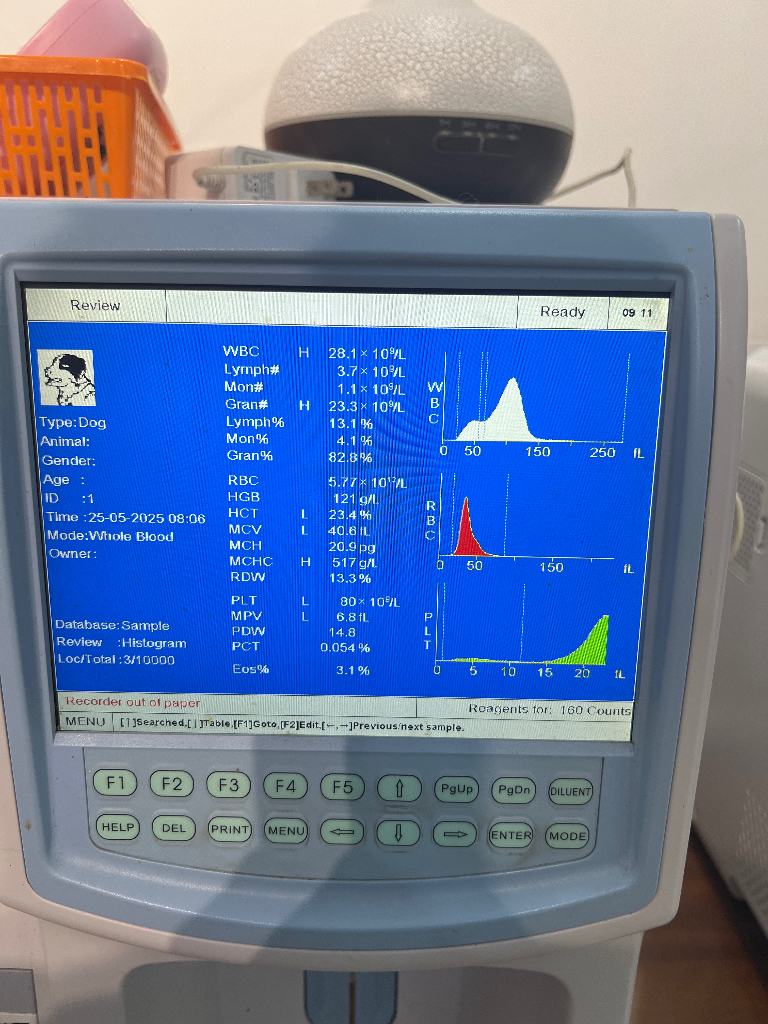 Review Ready 09 11
WBC H 28.1 × 10⁹/L
Lymph# 3.7 × 10⁹/L
Mon# 1.1 × 10⁹/L
Gran# H 23.3 × 10⁹/L
Lymph% 13.1 %
Mon% 4.1 %
Gran% 82.8 %
RBC 5.77 × 10¹²/L
HGB 121 g/L
HCT L 23.4 %
MCV L 40.6 fL
MCH 20.9 pg
MCHC H 517 g/L
RDW 13.3 %
PLT L 80 × 10⁹/L
MPV L 6.8 fL
PDW 14.8
PCT 0.054 %
Eos% 3.1 %
Type:Dog
Animal:
Gender:
Age :
ID :1
Time :25-05-2025 08:06
Mode:Whole Blood
Owner:
Database:Sample
Review :Histogram
Loc/Total :3/10000
WBC
0 50 150 250 fL
RBC
0 50 150 fL
PLT
0 5 10 15 20 fL
Recorder out of paper
Reagents for: 160 Counts
MENU [↑]Searched,[↓]Table,[F1]Goto,[F2]Edit,[←,→]Previous/next sample.
F1 F2 F3 F4 F5 ⇧ PgUp PgDn DILUENT
HELP DEL PRINT MENU ⇦ ⇩ ⇨ ENTER MODE